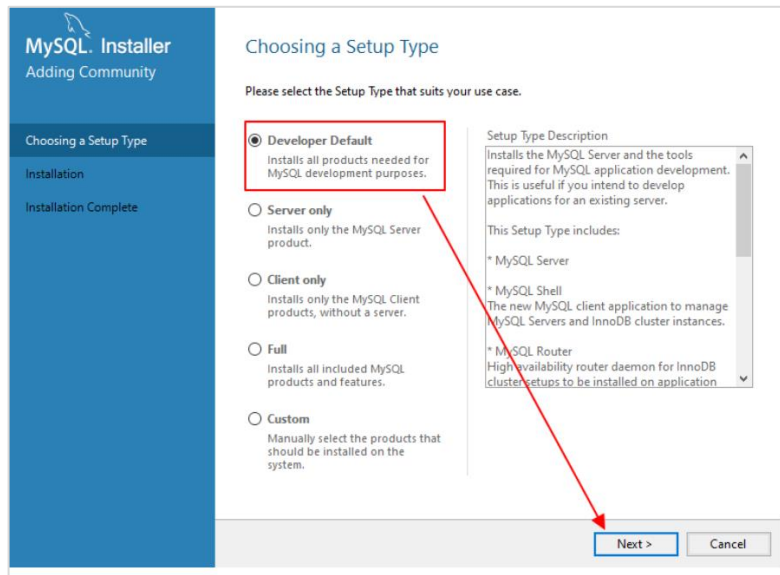 MySQL. Installer
Adding Community
Choosing a Setup Type
Installation
Installation Complete
Choosing a Setup Type
Please select the Setup Type that suits your use case.
Developer Default
Installs all products needed for
MySQL development purposes.
Server only
Installs only the MySQL Server
product.
Client only
Installs only the MySQL Client
products, without a server.
Full
Installs all included MySQL
products and features.
Custom
Manually select the products that
should be installed on the
system.
Setup Type Description
Installs the MySQL Server and the tools
required for MySQL application development.
This is useful if you intend to develop
applications for an existing server.
This Setup Type includes:
* MySQL Server
* MySQL Shell
The new MySQL client application to manage
MySQL Servers and InnoDB cluster instances.
* MySQL Router
High availability router daemon for InnoDB
cluster setups to be installed on application
Next >
Cancel